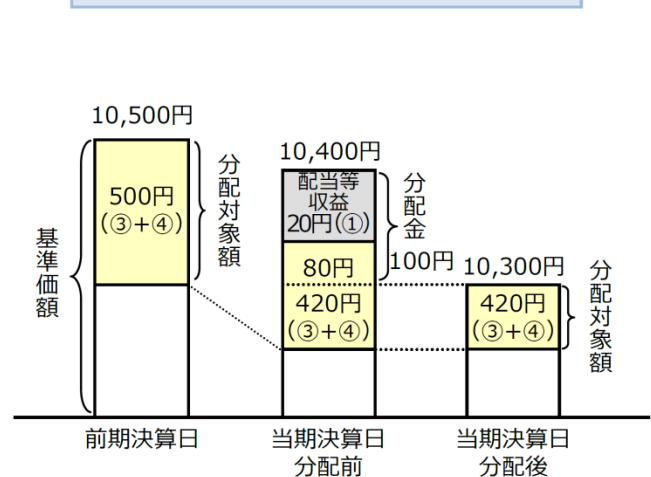 10,500円
500円
(③+④)
分配対象額
基準価額
前期決算日
10,400円
配当等
収益
20円(①)
分配金
80円
100円
420円
(③+④)
当期決算日
分配前
10,300円
420円
(③+④)
分配対象額
当期決算日
分配後